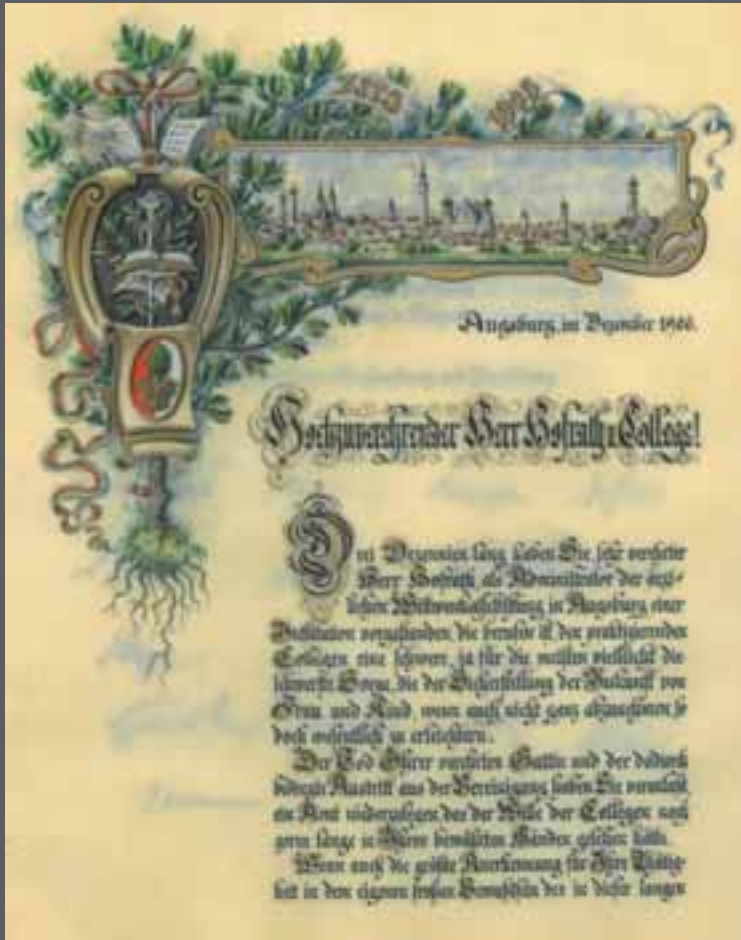 Augsburg, im Dezember 1906.
Hochzuverehrender Herr Hofrath u. College!
Drei Dezennien lang haben Sie, sehr verehrter
Herr Hofrath, als Administrator der ärzt-
lichen in Augsburg einer
Institution vorgestanden, die berufen ist, den praktizierenden
Collegen eine schwere, ja für die meisten vielleicht die
schwerste Sorge, die der Sicherstellung der Zukunft von
Frau und Kind, wenn auch nicht ganz abzunehmen so
doch wesentlich zu erleichtern.
Der Tod Ihrer verehrten Gattin und der dadurch
bedingte Austritt aus der Vereinigung haben Sie veranlaßt,
ein Amt niederzulegen, das der Wille der Collegen noch
gerne lange in Ihren bewährten Händen gesehen hätte.
Wenn auch die größte Anerkennung für Ihre Thätig-
keit in dem eigenen Bewußtsein der in dieser langen